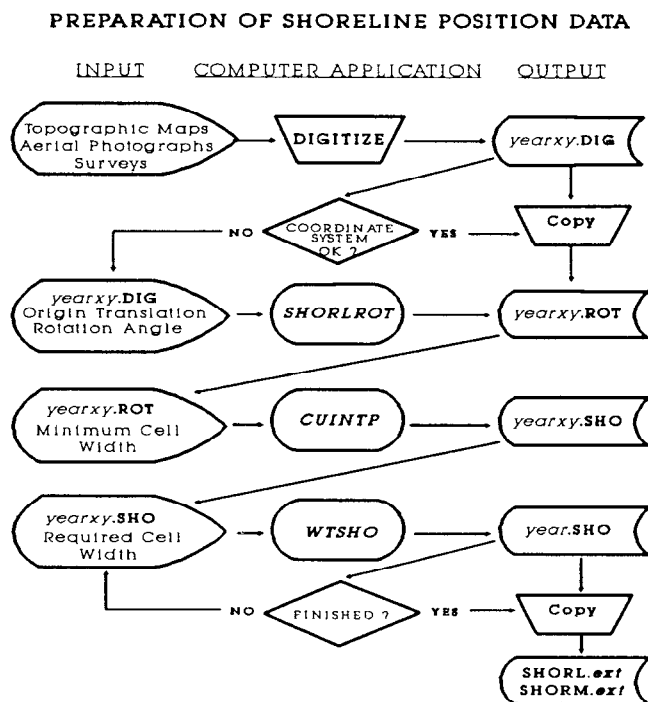 PREPARATION OF SHORELINE POSITION DATA
INPUT COMPUTER APPLICATION OUTPUT
Topographic Maps
Aerial Photographs
Surveys
DIGITIZE
yearxy.DIG
NO
COORDINATE
SYSTEM
OK ?
YES
Copy
yearxy.DIG
Origin Translation
Rotation Angle
SHORLROT
yearxy.ROT
yearxy.ROT
Minimum Cell
Width
CUINTP
yearxy.SHO
yearxy.SHO
Required Cell
Width
WTSHO
year.SHO
NO
FINISHED ?
YES
Copy
SHORL.ext
SHORM.ext